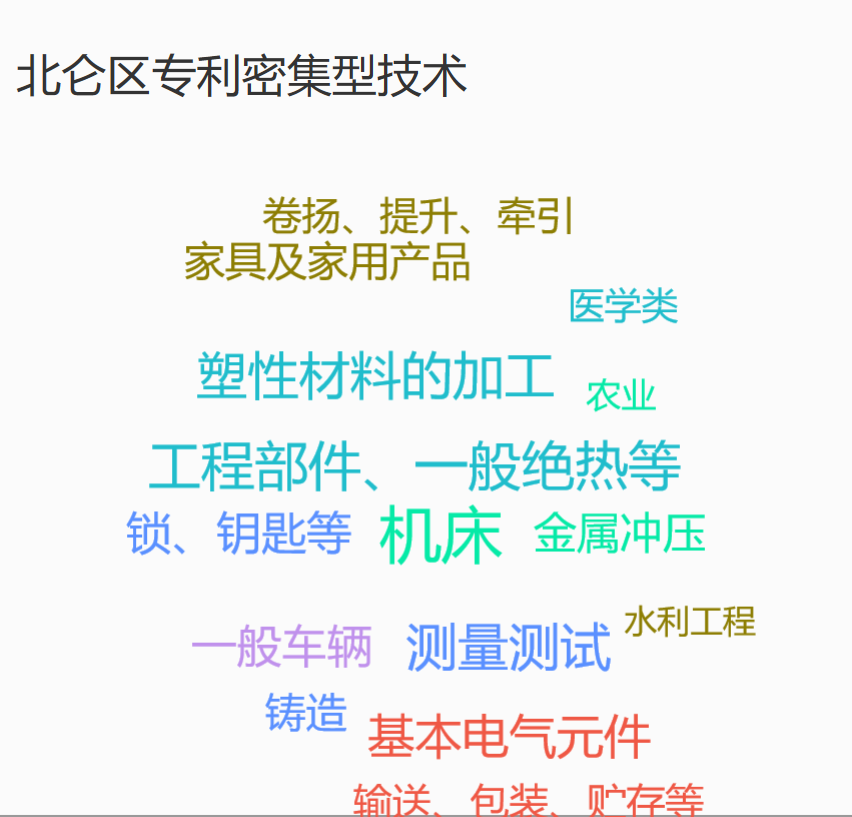 北仑区专利密集型技术
卷扬、提升、牵引
家具及家用产品
医学类
塑性材料的加工
农业
工程部件、一般绝热等
锁、钥匙等 机床 金属冲压
水利工程
一般车辆 测量测试
铸造
基本电气元件
输送、包装、贮存等